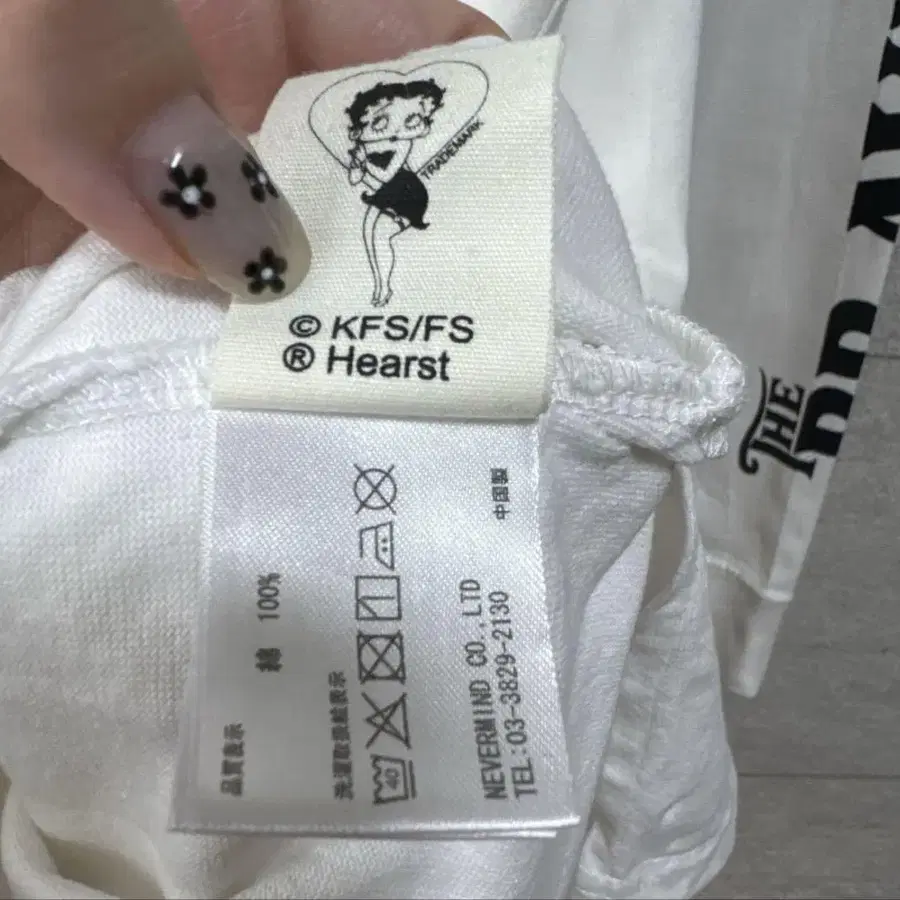 TRADEMARK
© KFS/FS
® Hearst
品質表示
綿 100%
洗濯取扱絵表示
40
中国製
NEVERMIND CO.,LTD
TEL:03-3829-2130
THE